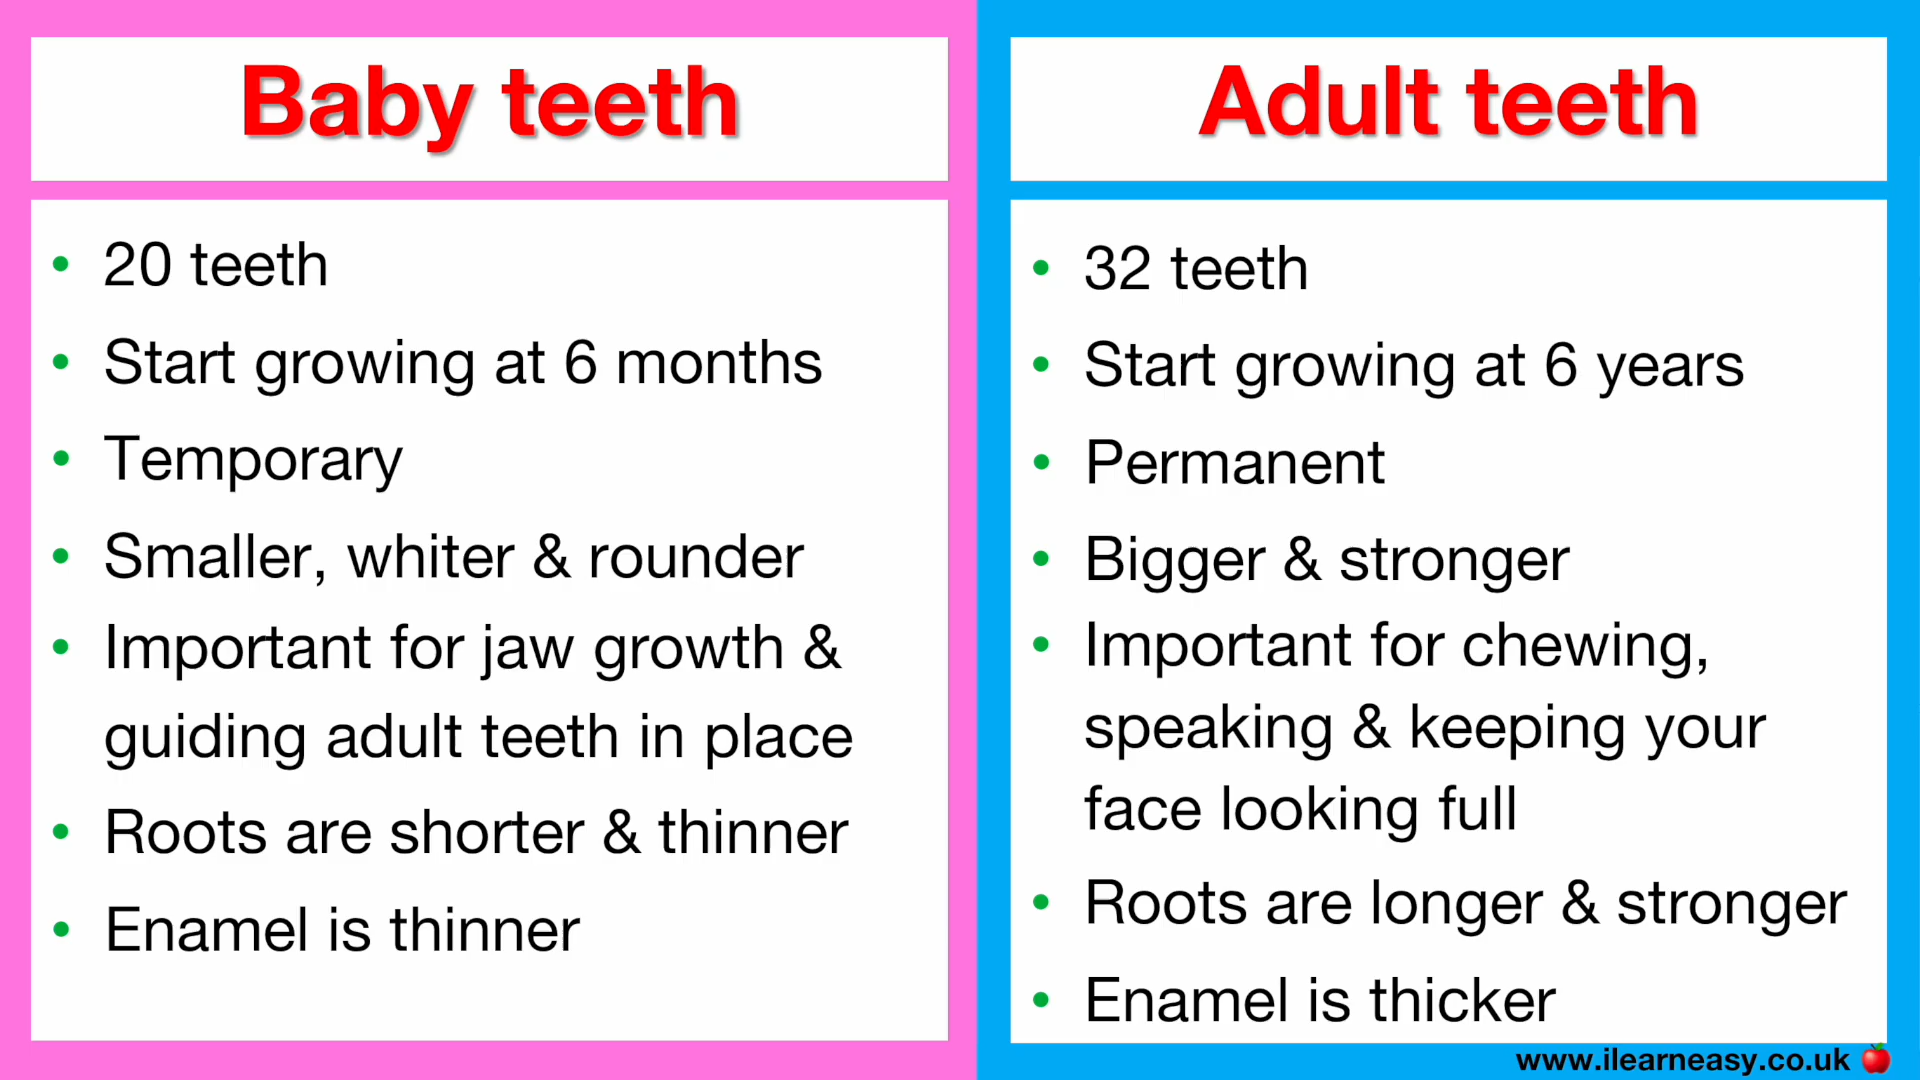 Baby teeth
• 20 teeth
• Start growing at 6 months
• Temporary
• Smaller, whiter & rounder
• Important for jaw growth &
guiding adult teeth in place
• Roots are shorter & thinner
• Enamel is thinner
Adult teeth
• 32 teeth
• Start growing at 6 years
• Permanent
• Bigger & stronger
• Important for chewing,
speaking & keeping your
face looking full
• Roots are longer & stronger
• Enamel is thicker
www.ilearneasy.co.uk